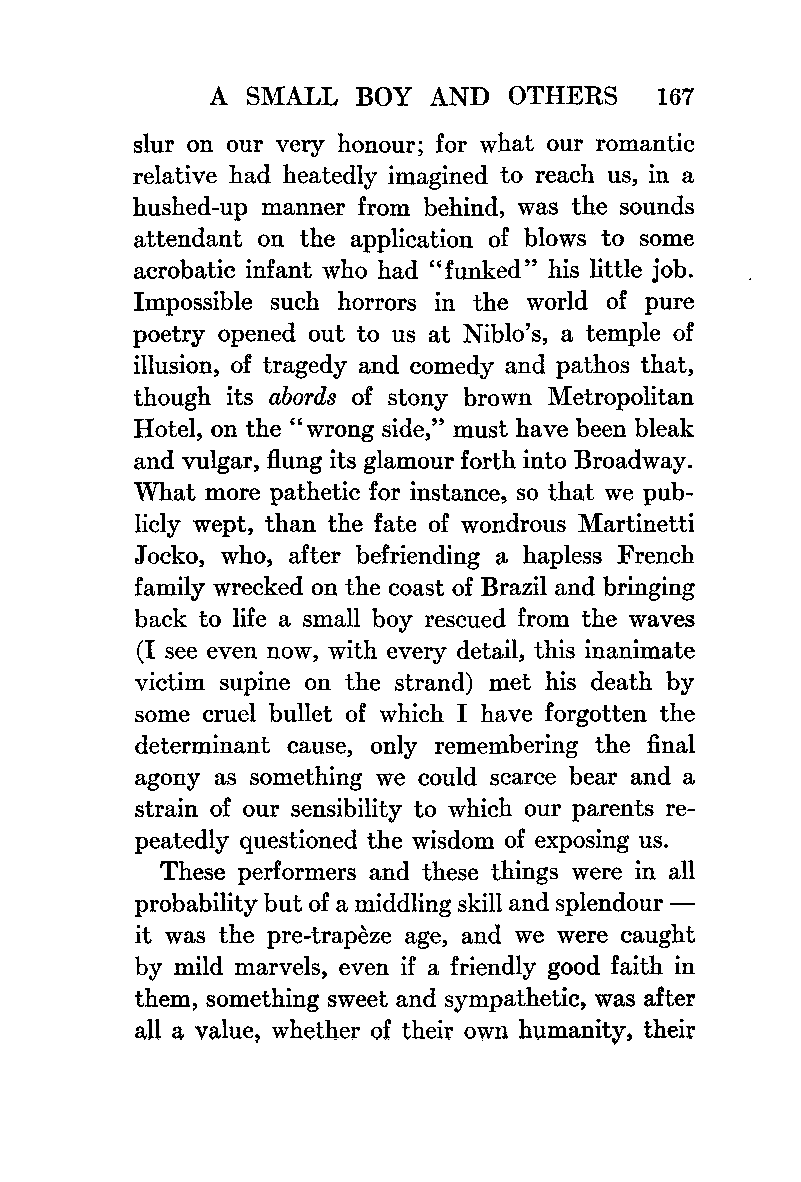 A SMALL BOY AND OTHERS 167
slur on our very honour; for what our romantic
relative had heatedly imagined to reach us, in a
hushed-up manner from behind, was the sounds
attendant on the application of blows to some
acrobatic infant who had “funked” his little job.
Impossible such horrors in the world of pure
poetry opened out to us at Niblo's, a temple of
illusion, of tragedy and comedy and pathos that,
though its abords of stony brown Metropolitan
Hotel, on the “wrong side,” must have been bleak
and vulgar, flung its glamour forth into Broadway.
What more pathetic for instance, so that we pub-
licly wept, than the fate of wondrous Martinetti
Jocko, who, after befriending a hapless French
family wrecked on the coast of Brazil and bringing
back to life a small boy rescued from the waves
(I see even now, with every detail, this inanimate
victim supine on the strand) met his death by
some cruel bullet of which I have forgotten the
determinant cause, only remembering the final
agony as something we could scarce bear and a
strain of our sensibility to which our parents re-
peatedly questioned the wisdom of exposing us.
These performers and these things were in all
probability but of a middling skill and splendour —
it was the pre-trapèze age, and we were caught
by mild marvels, even if a friendly good faith in
them, something sweet and sympathetic, was after
all a value, whether of their own humanity, their